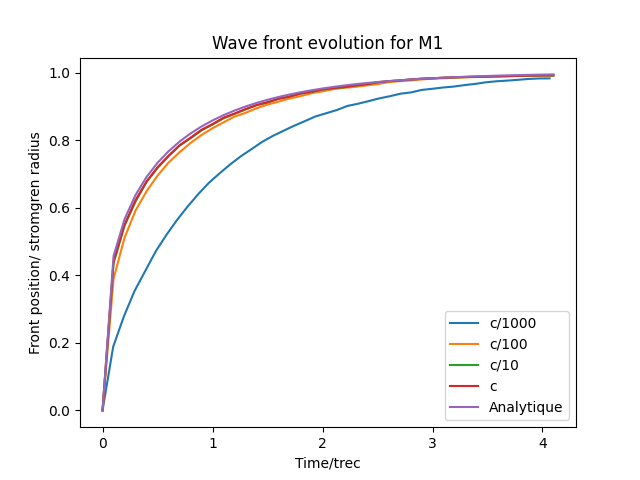 Wave front evolution for M1
Front position/ stromgren radius
1.0
0.8
0.6
0.4
0.2
0.0
0 1 2 3 4
Time/trec
c/1000
c/100
c/10
c
Analytique